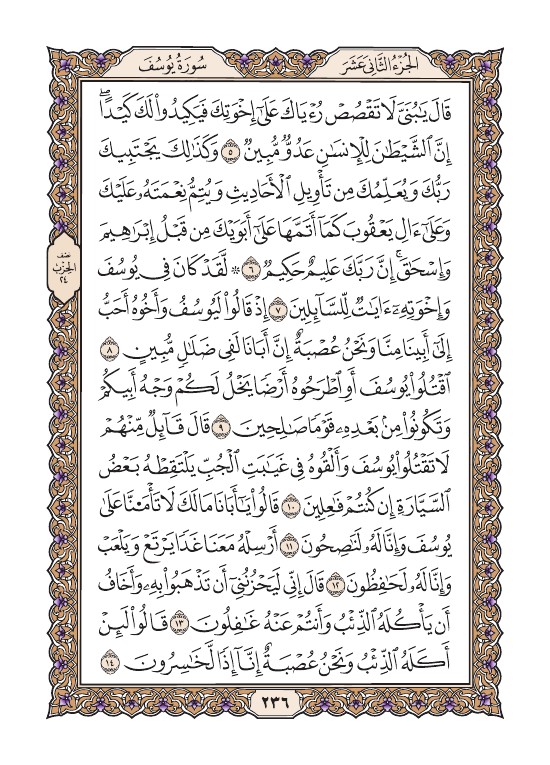 الجُزْءُ الثَّانِي عَشَرَ
سُورَةُ يُوسُفَ
قَالَ يَٰبُنَيَّ لَا تَقۡصُصۡ رُءۡيَاكَ عَلَىٰٓ إِخۡوَتِكَ فَيَكِيدُواْ لَكَ كَيۡدًاۖ
إِنَّ ٱلشَّيۡطَٰنَ لِلۡإِنسَٰنِ عَدُوّٞ مُّبِينٞ ٥ وَكَذَٰلِكَ يَجۡتَبِيكَ
رَبُّكَ وَيُعَلِّمُكَ مِن تَأۡوِيلِ ٱلۡأَحَادِيثِ وَيُتِمُّ نِعۡمَتَهُۥ عَلَيۡكَ
وَعَلَىٰٓ ءَالِ يَعۡقُوبَ كَمَآ أَتَمَّهَا عَلَىٰٓ أَبَوَيۡكَ مِن قَبۡلُ إِبۡرَٰهِيمَ
وَإِسۡحَٰقَۚ إِنَّ رَبَّكَ عَلِيمٌ حَكِيمٞ ٦ ۞ لَّقَدۡ كَانَ فِي يُوسُفَ
وَإِخۡوَتِهِۦٓ ءَايَٰتٞ لِّلسَّآئِلِينَ ٧ إِذۡ قَالُواْ لَيُوسُفُ وَأَخُوهُ أَحَبُّ
إِلَىٰٓ أَبِينَا مِنَّا وَنَحۡنُ عُصۡبَةٌ إِنَّ أَبَانَا لَفِي ضَلَٰلٖ مُّبِينٍ ٨
ٱقۡتُلُواْ يُوسُفَ أَوِ ٱطۡرَحُوهُ أَرۡضٗا يَخۡلُ لَكُمۡ وَجۡهُ أَبِيكُمۡ
وَتَكُونُواْ مِنۢ بَعۡدِهِۦ قَوۡمٗا صَٰلِحِينَ ٩ قَالَ قَآئِلٞ مِّنۡهُمۡ
لَا تَقۡتُلُواْ يُوسُفَ وَأَلۡقُوهُ فِي غَيَٰبَتِ ٱلۡجُبِّ يَلۡتَقِطۡهُ بَعۡضُ
ٱلسَّيَّارَةِ إِن كُنتُمۡ فَٰعِلِينَ ١٠ قَالُواْ يَٰٓأَبَانَا مَالَكَ لَا تَأۡمَ۬نَّا عَلَىٰ
يُوسُفَ وَإِنَّا لَهُۥ لَنَٰصِحُونَ ١١ أَرۡسِلۡهُ مَعَنَا غَدٗا يَرۡتَعۡ وَيَلۡعَبۡ
وَإِنَّا لَهُۥ لَحَٰفِظُونَ ١٢ قَالَ إِنِّي لَيَحۡزُنُنِيٓ أَن تَذۡهَبُواْ بِهِۦ وَأَخَافُ
أَن يَأۡكُلَهُ ٱلذِّئۡبُ وَأَنتُمۡ عَنۡهُ غَٰفِلُونَ ١٣ قَالُواْ لَئِنۡ
أَكَلَهُ ٱلذِّئۡبُ وَنَحۡنُ عُصۡبَةٌ إِنَّآ إِذٗا لَّخَٰسِرُونَ ١٤
نصف
الحزب
٢٤
٢٣٦